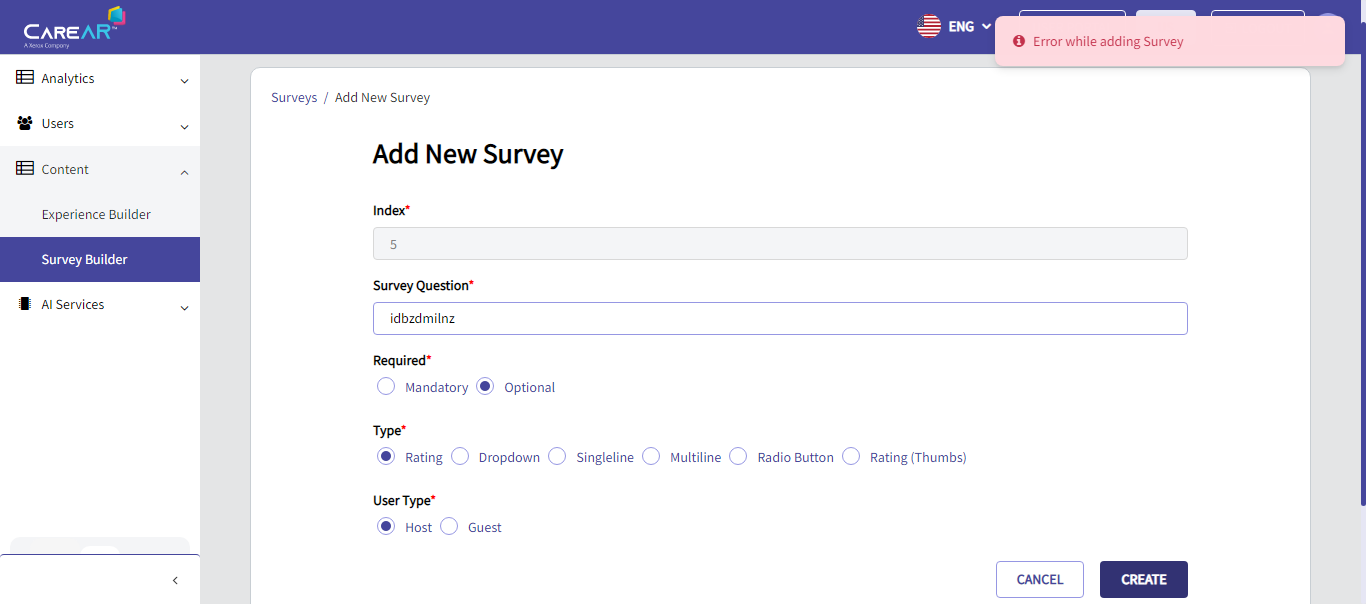 CAREAR™
A Xerox Company
ENG
Error while adding Survey
Analytics
Users
Content
Experience Builder
Survey Builder
AI Services
Surveys / Add New Survey
Add New Survey
Index*
5
Survey Question*
idbzdmilnz
Required*
Mandatory Optional
Type*
Rating Dropdown Singleline Multiline Radio Button Rating (Thumbs)
User Type*
Host Guest
CANCEL CREATE